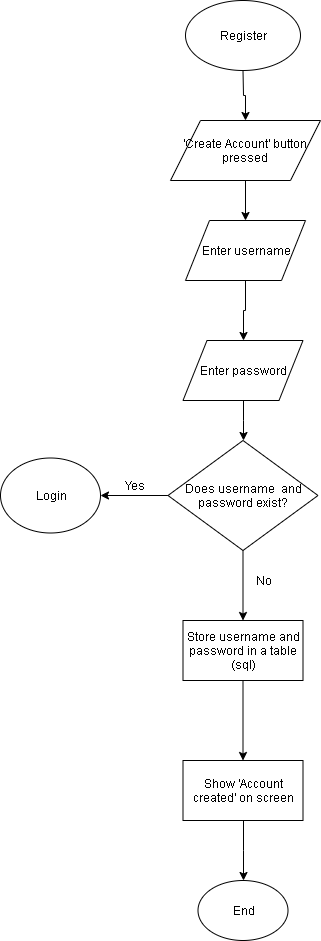 Register
'Create Account' button
pressed
Enter username
Enter password
Does username and
password exist?
Yes
Login
No
Store username and
password in a table
(sql)
Show 'Account
created' on screen
End